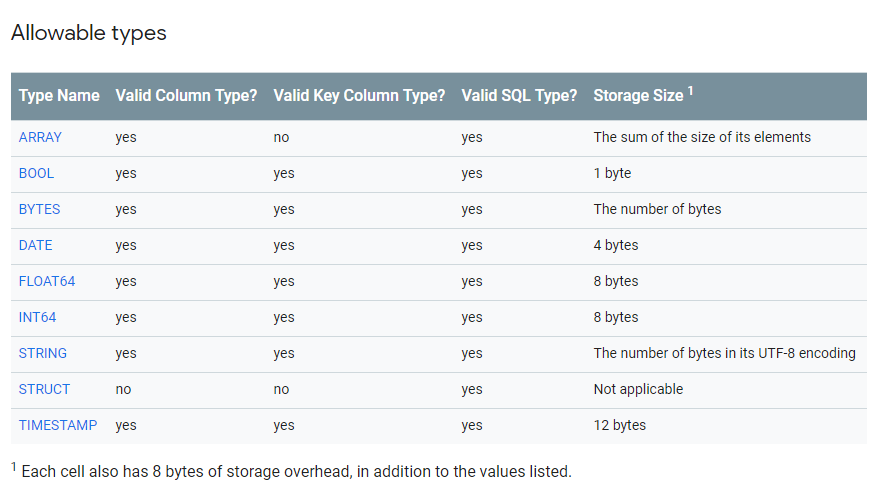 Allowable types
Type Name Valid Column Type? Valid Key Column Type? Valid SQL Type? Storage Size 1
ARRAY yes no yes The sum of the size of its elements
BOOL yes yes yes 1 byte
BYTES yes yes yes The number of bytes
DATE yes yes yes 4 bytes
FLOAT64 yes yes yes 8 bytes
INT64 yes yes yes 8 bytes
STRING yes yes yes The number of bytes in its UTF-8 encoding
STRUCT no no yes Not applicable
TIMESTAMP yes yes yes 12 bytes
1 Each cell also has 8 bytes of storage overhead, in addition to the values listed.